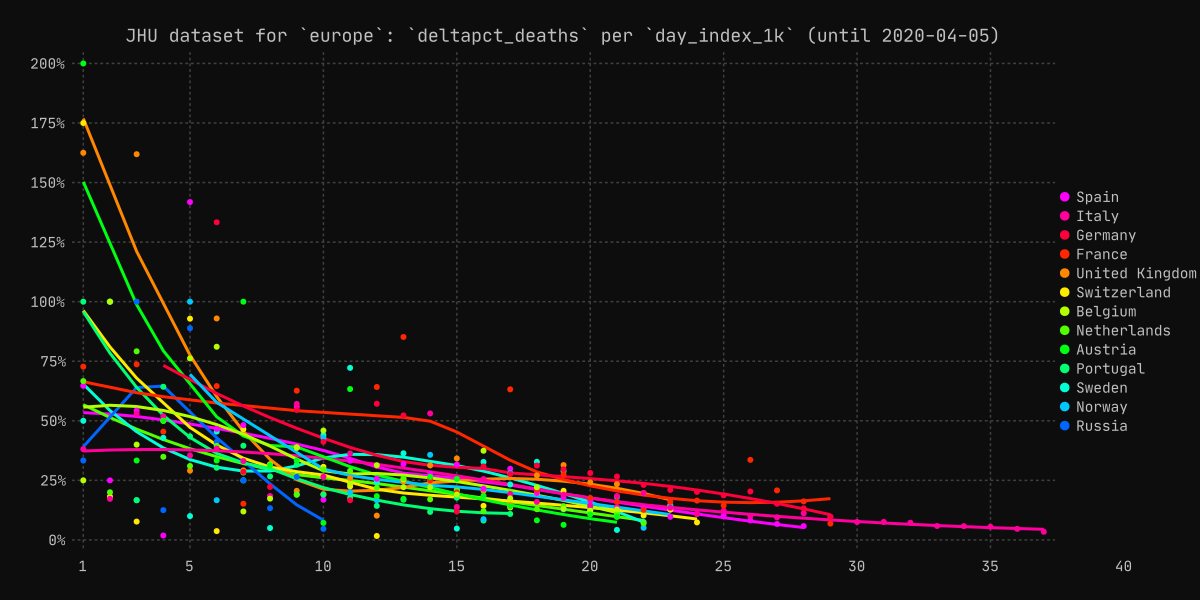 JHU dataset for `europe`: `deltapct_deaths` per `day_index_1k` (until 2020-04-05)
200%
175%
150%
125%
100%
75%
50%
25%
0%
1 5 10 15 20 25 30 35 40
Spain
Italy
Germany
France
United Kingdom
Switzerland
Belgium
Netherlands
Austria
Portugal
Sweden
Norway
Russia